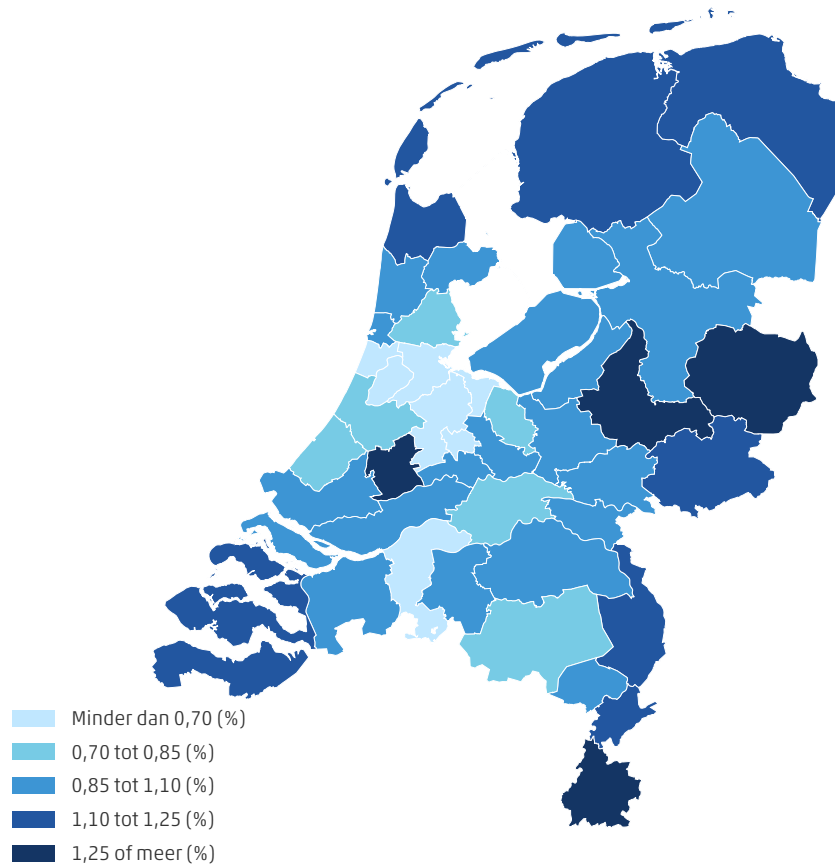 Minder dan 0,70 (%)
0,70 tot 0,85 (%)
0,85 tot 1,10 (%)
1,10 tot 1,25 (%)
1,25 of meer (%)